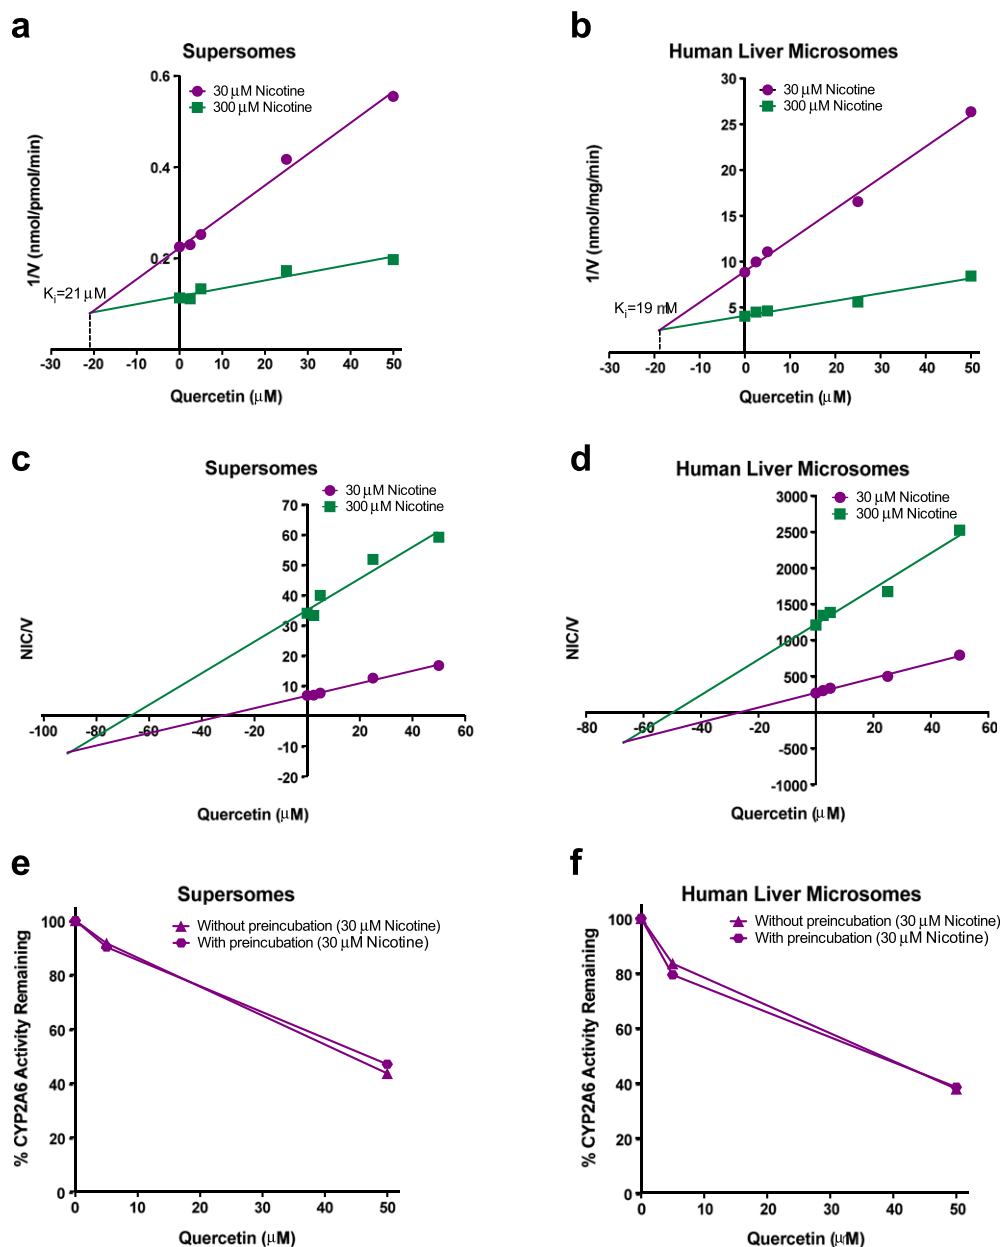 a
Supersomes
0.6
0.4
0.2
1/V (nmol/pmol/min)
30 μM Nicotine
300 μM Nicotine
Ki=21 μM
-30 -20 -10 0 10 20 30 40 50
Quercetin (μM)
b
Human Liver Microsomes
30
25
20
15
10
5
1/V (nmol/mg/min)
30 μM Nicotine
300 μM Nicotine
Ki=19 mM
-30 -20 -10 0 10 20 30 40 50
Quercetin (μM)
c
Supersomes
30 μM Nicotine
300 μM Nicotine
70
60
50
40
30
20
10
-10
-20
NIC/V
-100 -80 -60 -40 -20 20 40 60
Quercetin (μM)
d
Human Liver Microsomes
30 μM Nicotine
300 μM Nicotine
3000
2500
2000
1500
1000
500
-500
-1000
NIC/V
-80 -60 -40 -20 20 40 60
Quercetin (μM)
e
Supersomes
Without preincubation (30 μM Nicotine)
With preincubation (30 μM Nicotine)
100
80
60
40
20
0
% CYP2A6 Activity Remaining
0 10 20 30 40 50
Quercetin (μM)
f
Human Liver Microsomes
Without preincubation (30 μM Nicotine)
With preincubation (30 μM Nicotine)
100
80
60
40
20
0
% CYP2A6 Activity Remaining
0 10 20 30 40 50
Quercetin (μM)